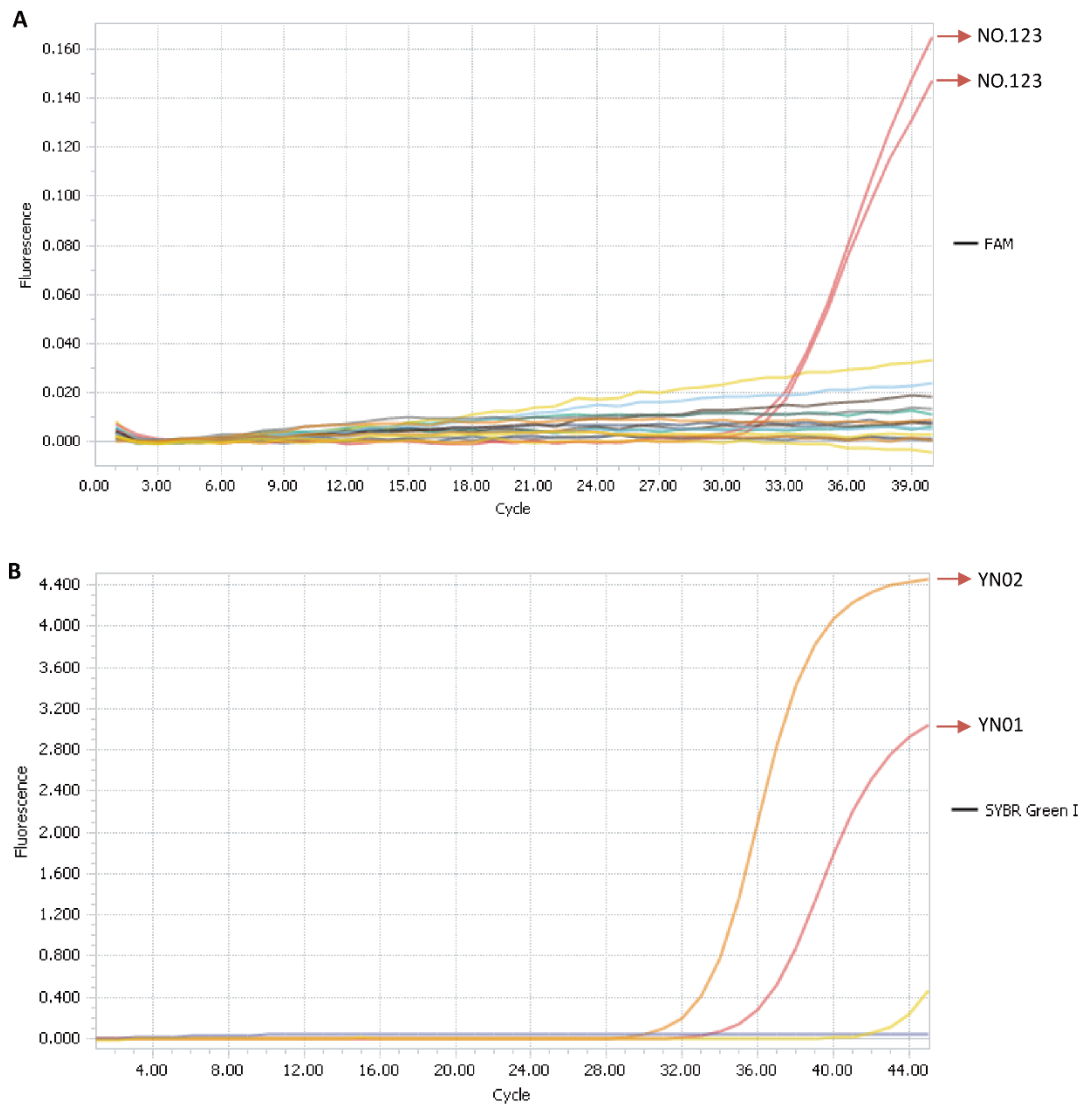 A
0.160
0.140
0.120
0.100
0.080
0.060
0.040
0.020
0.000
Fluorescence
NO.123
NO.123
FAM
0.00 3.00 6.00 9.00 12.00 15.00 18.00 21.00 24.00 27.00 30.00 33.00 36.00 39.00
Cycle
B
4.400
4.000
3.600
3.200
2.800
2.400
2.000
1.600
1.200
0.800
0.400
0.000
Fluorescence
YN02
YN01
SYBR Green I
4.00 8.00 12.00 16.00 20.00 24.00 28.00 32.00 36.00 40.00 44.00
Cycle